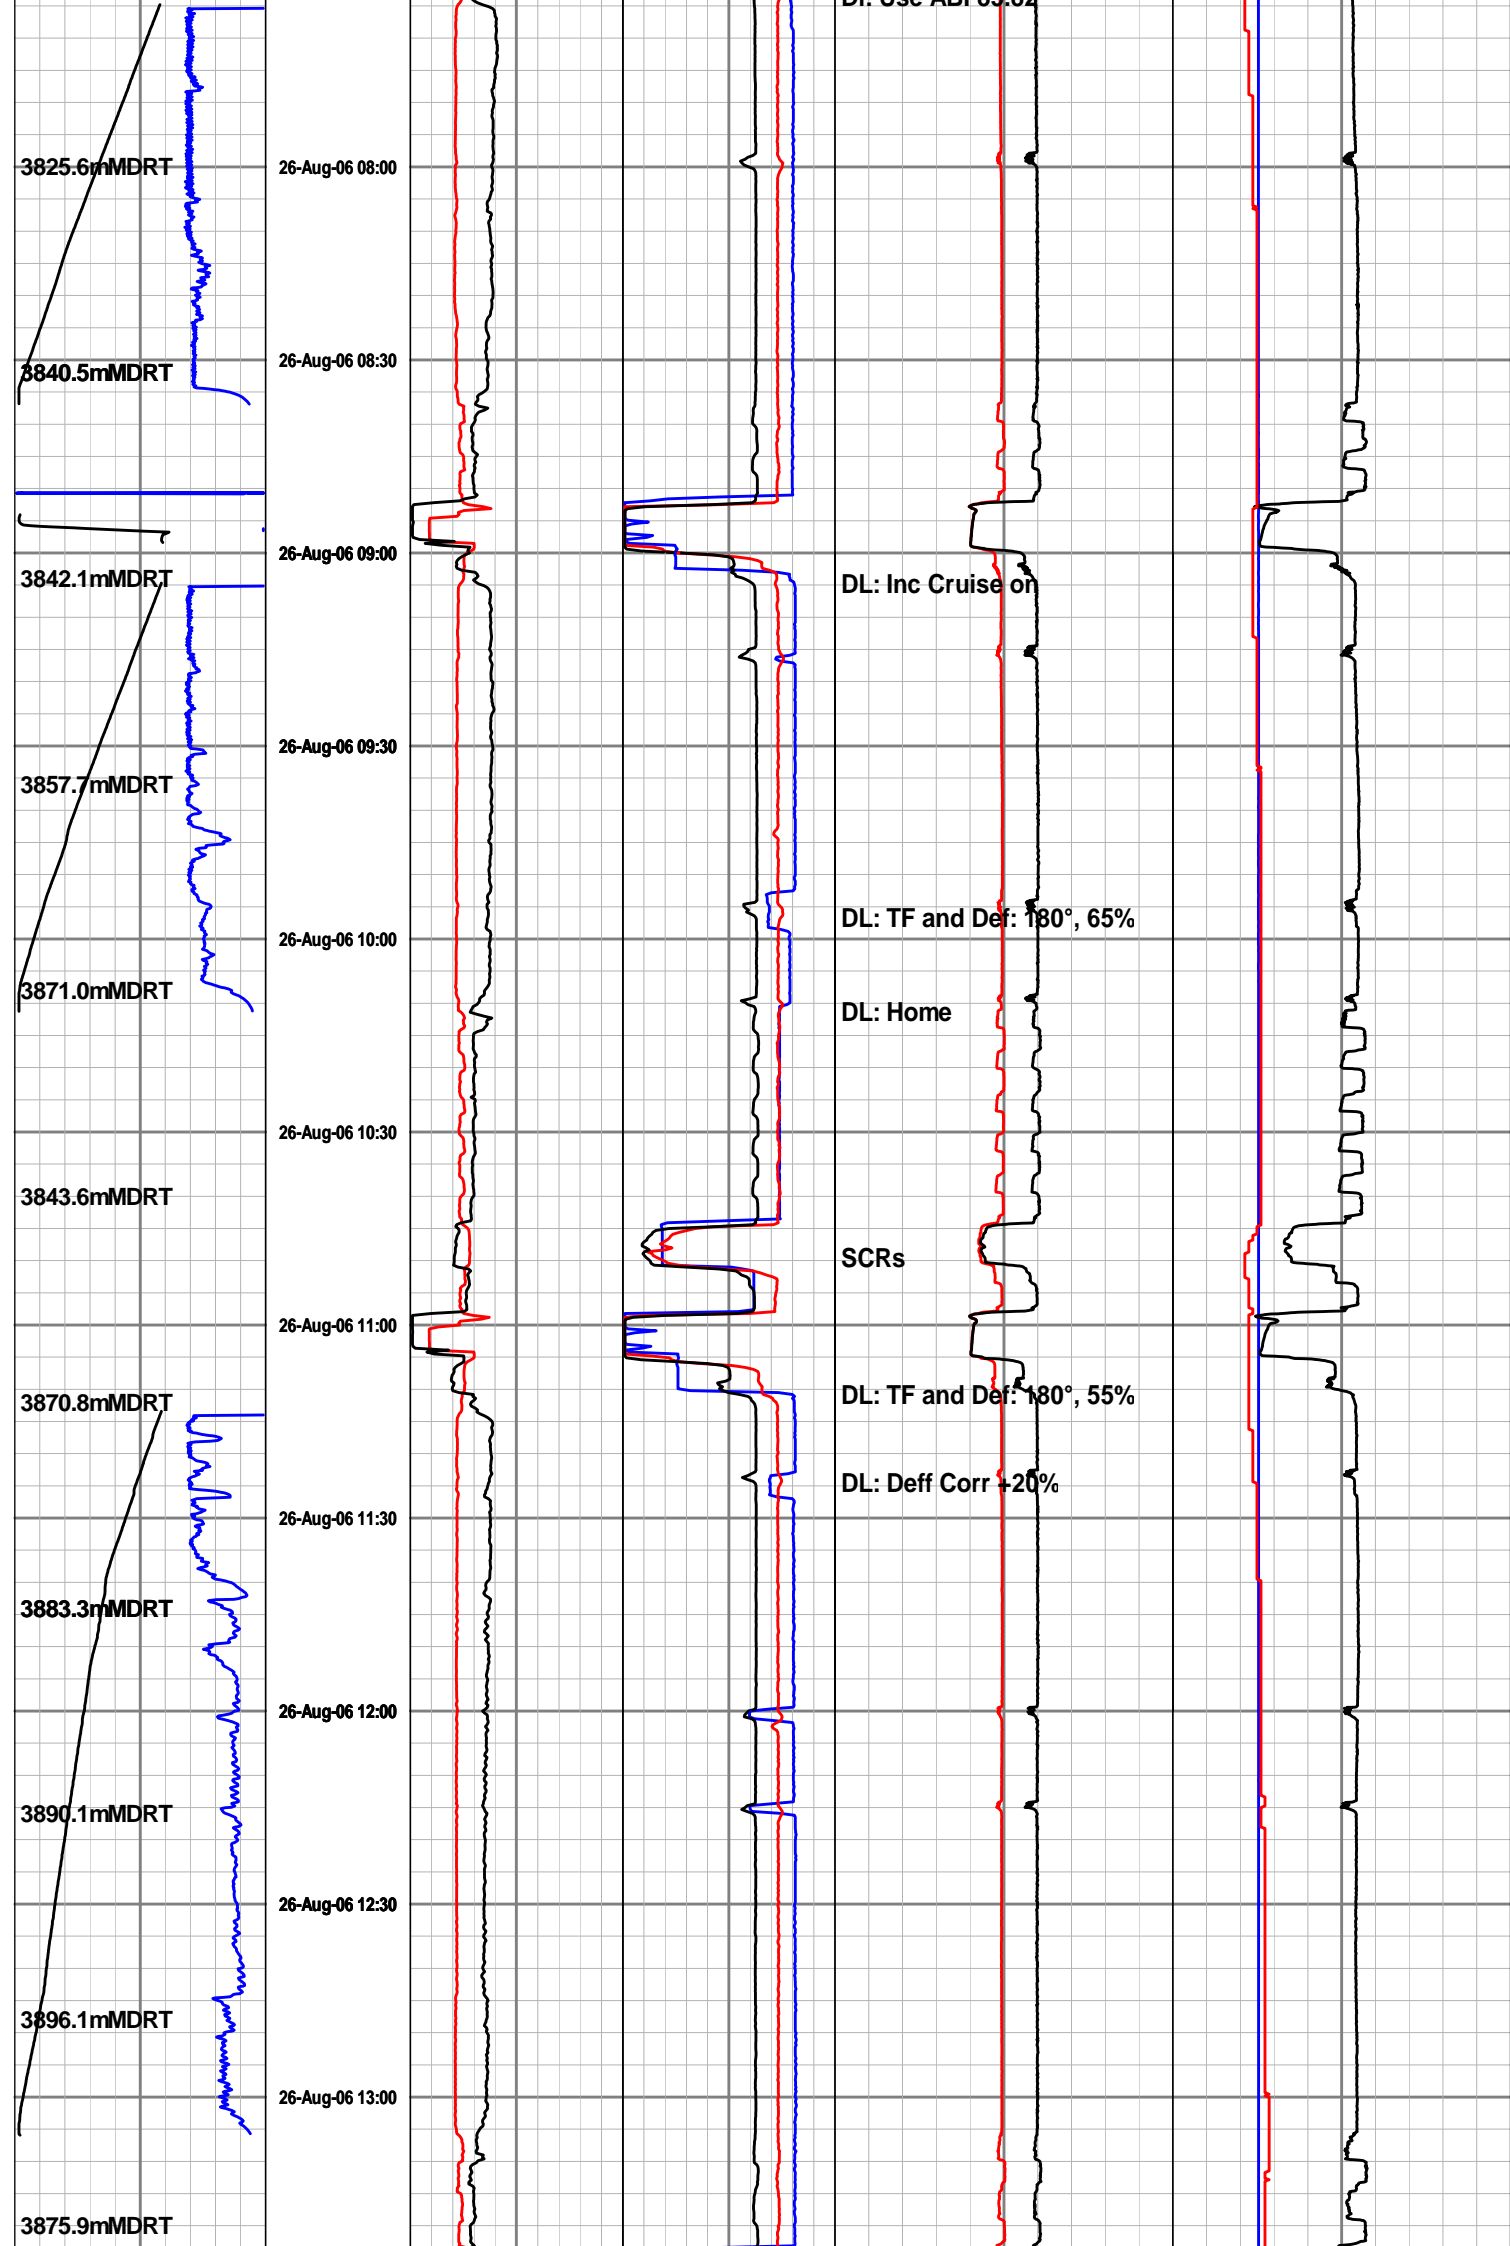 3825.6mMDRT
26-Aug-06 08:00
26-Aug-06 08:30
3840.5mMDRT
26-Aug-06 09:00
3842.1mMDRT
DL: Inc Cruise on
26-Aug-06 09:30
3857.7mMDRT
DL: TF and Def: 180°, 65%
26-Aug-06 10:00
3871.0mMDRT
DL: Home
26-Aug-06 10:30
3843.6mMDRT
SCRs
26-Aug-06 11:00
3870.8mMDRT
DL: TF and Def: 180°, 55%
DL: Deff Corr +20%
26-Aug-06 11:30
3883.3mMDRT
26-Aug-06 12:00
3890.1mMDRT
26-Aug-06 12:30
3896.1mMDRT
26-Aug-06 13:00
3875.9mMDRT